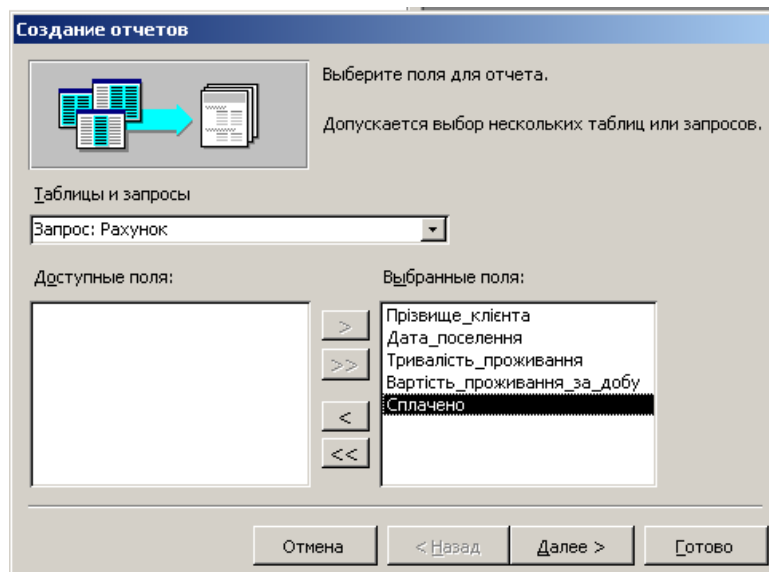 Создание отчетов
Выберите поля для отчета.
Допускается выбор нескольких таблиц или запросов.
Таблицы и запросы
Запрос: Рахунок
Доступные поля:
Выбранные поля:
>
>>
<
<<
Прізвище_клієнта
Дата_поселення
Тривалість_проживання
Вартість_проживання_за_добу
Сплачено
Отмена
< Назад
Далее >
Готово